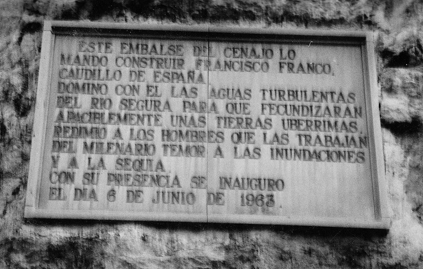 ESTE EMBALSE DEL CENAJO LO
MANDO CONSTRUIR FRANCISCO FRANCO,
CAUDILLO DE ESPAÑA.
DOMINO CON EL LAS AGUAS TURBULENTAS
DEL RIO SEGURA PARA QUE FECUNDIZARAN
APACIBLEMENTE UNAS TIERRAS UBERRIMAS.
REDIMIO A LOS HOMBRES QUE LAS TRABAJAN
DEL MILENARIO TEMOR A LAS INUNDACIONES
Y A LA SEQUIA.
CON SU PRESENCIA SE INAUGURO
EL DIA 6 DE JUNIO DE 1963.